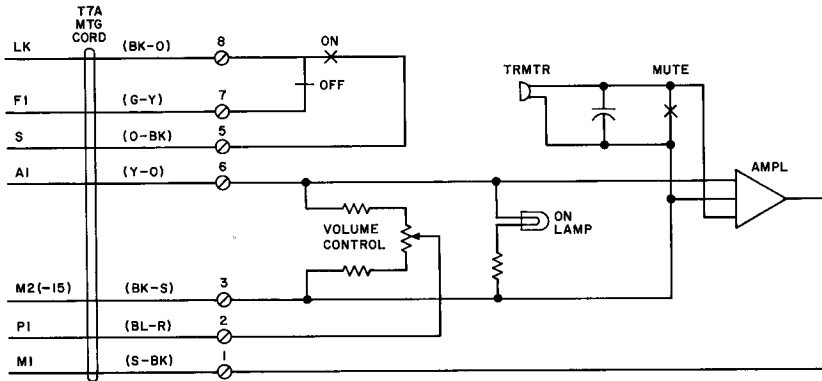 T7A
MTG
CORD
LK (BK-O) 8 ON
OFF
TRMTR MUTE
F1 (G-Y) 7
S (O-BK) 5
A1 (Y-O) 6
AMPL
VOLUME
CONTROL
ON
LAMP
M2(-15) (BK-S) 3
P1 (BL-R) 2
M1 (S-BK) 1